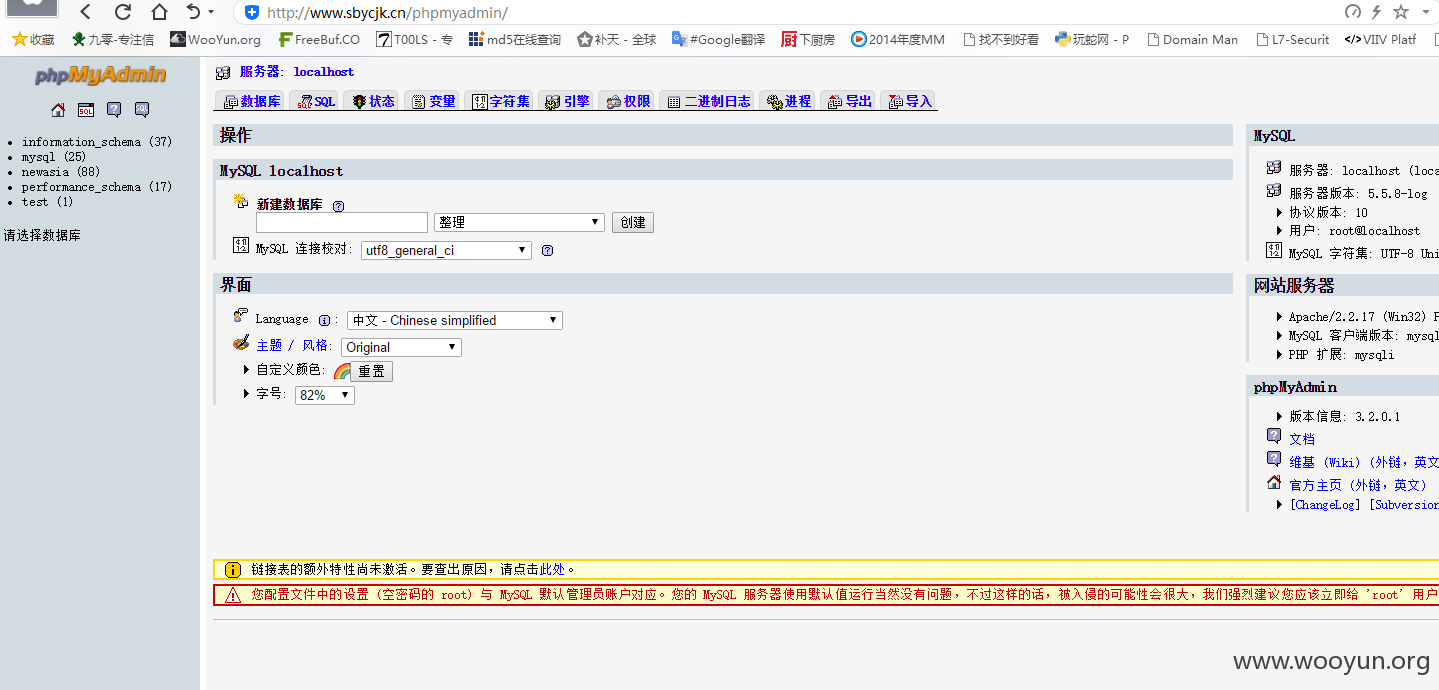 http://www.sbycjk.cn/phpmyadmin/
收藏 九零-专注信 WooYun.org FreeBuf.CO T00LS - 专 md5在线查询 补天 - 全球 #Google翻译 下厨房 2014年度MM 找不到好看 玩蛇网 - P Domain Man L7-Securit VIIV Platf
phpMyAdmin
information_schema (37)
mysql (25)
newasia (88)
performance_schema (17)
test (1)
请选择数据库
服务器: localhost
数据库 SQL 状态 变量 字符集 引擎 权限 二进制日志 进程 导出 导入
操作
MySQL localhost
新建数据库
整理 创建
MySQL 连接校对: utf8_general_ci
界面
Language : 中文 - Chinese simplified
主题 / 风格: Original
自定义颜色: 重置
字号: 82%
MySQL
服务器: localhost (loca
服务器版本: 5.5.8-log
协议版本: 10
用户: root@localhost
MySQL 字符集: UTF-8 Uni
网站服务器
Apache/2.2.17 (Win32) P
MySQL 客户端版本: mysql
PHP 扩展: mysqli
phpMyAdmin
版本信息: 3.2.0.1
文档
维基 (Wiki) (外链，英文
官方主页 (外链，英文)
[ChangeLog] [Subversion
链接表的额外特性尚未激活。要查出原因，请点击此处。
您配置文件中的设置 (空密码的 root) 与 MySQL 默认管理员账户对应。您的 MySQL 服务器使用默认值运行当然没有问题，不过这样的话，被入侵的可能性会很大，我们强烈建议您应该立即给 'root' 用户
www.wooyun.org